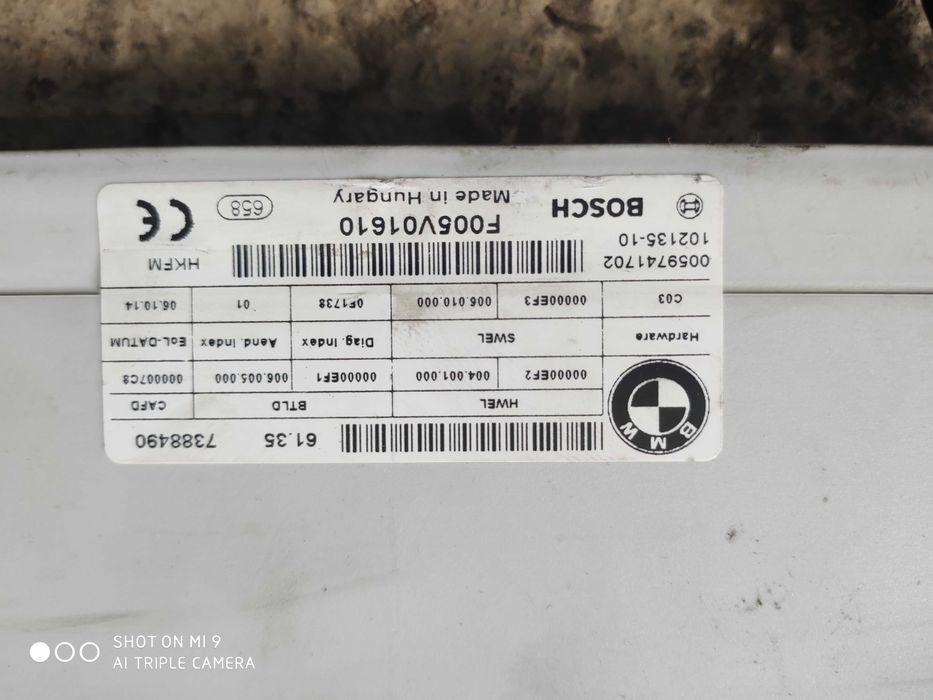 BMW 61.35 7388490
HWEL BTLD CAFD
00000EF2 004.001.000 00000EF1 006.005.000 000007C8
Hardware SWEL Diag. Index Aend. Index EoL-DATUM
C03 00000EF3 006.010.000 0F1738 01 06.10.14
0059741702 HKFM
102135-10 F005V01610
BOSCH Made in Hungary 658 CE
SHOT ON MI 9
AI TRIPLE CAMERA